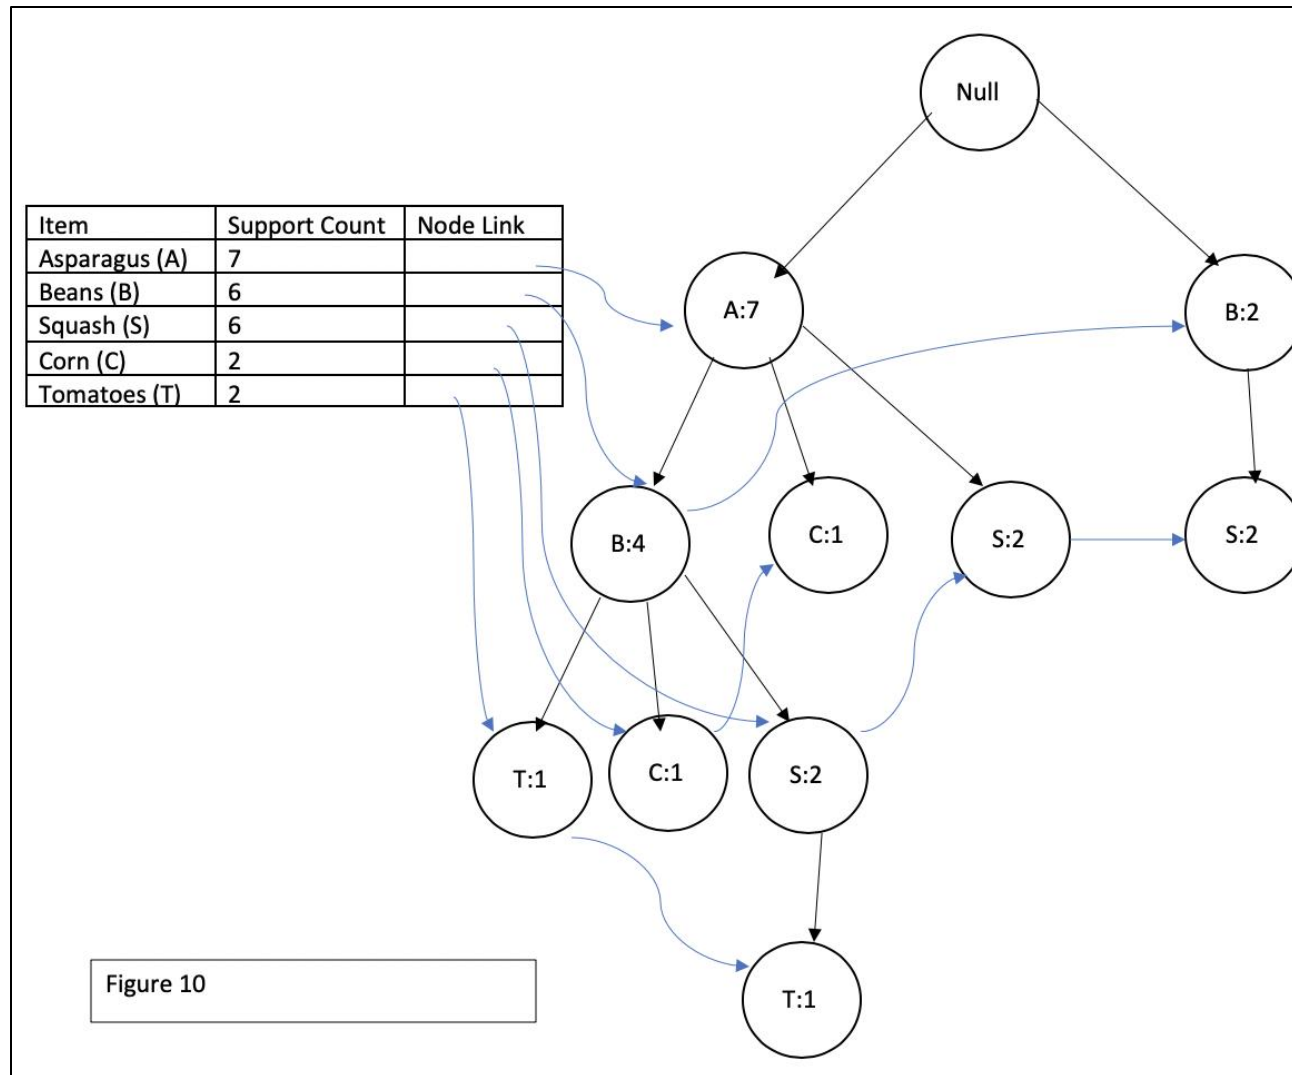 Null
Item Support Count Node Link
Asparagus (A) 7
Beans (B) 6
Squash (S) 6
Corn (C) 2
Tomatoes (T) 2
A:7
B:2
B:4
C:1
S:2
S:2
T:1
C:1
S:2
T:1
Figure 10